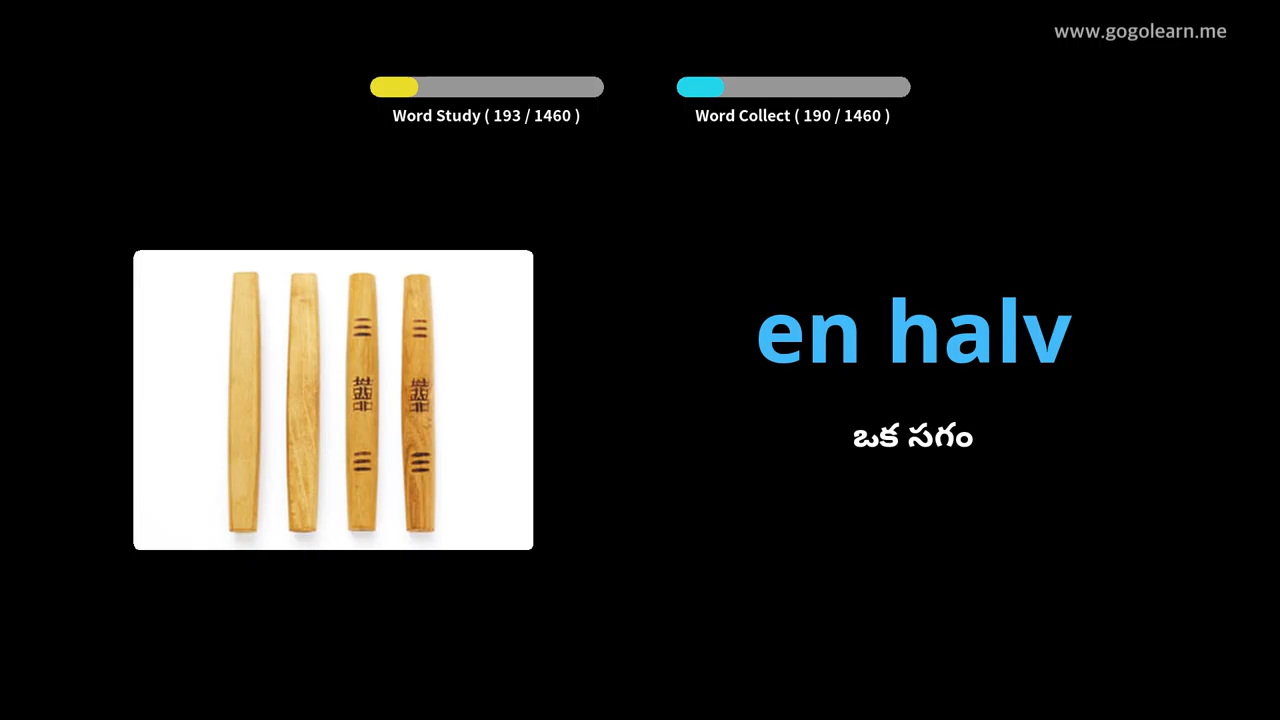 www.gogolearn.me
Word Study ( 193 / 1460 )
Word Collect ( 190 / 1460 )
en halv
ఒక సగం